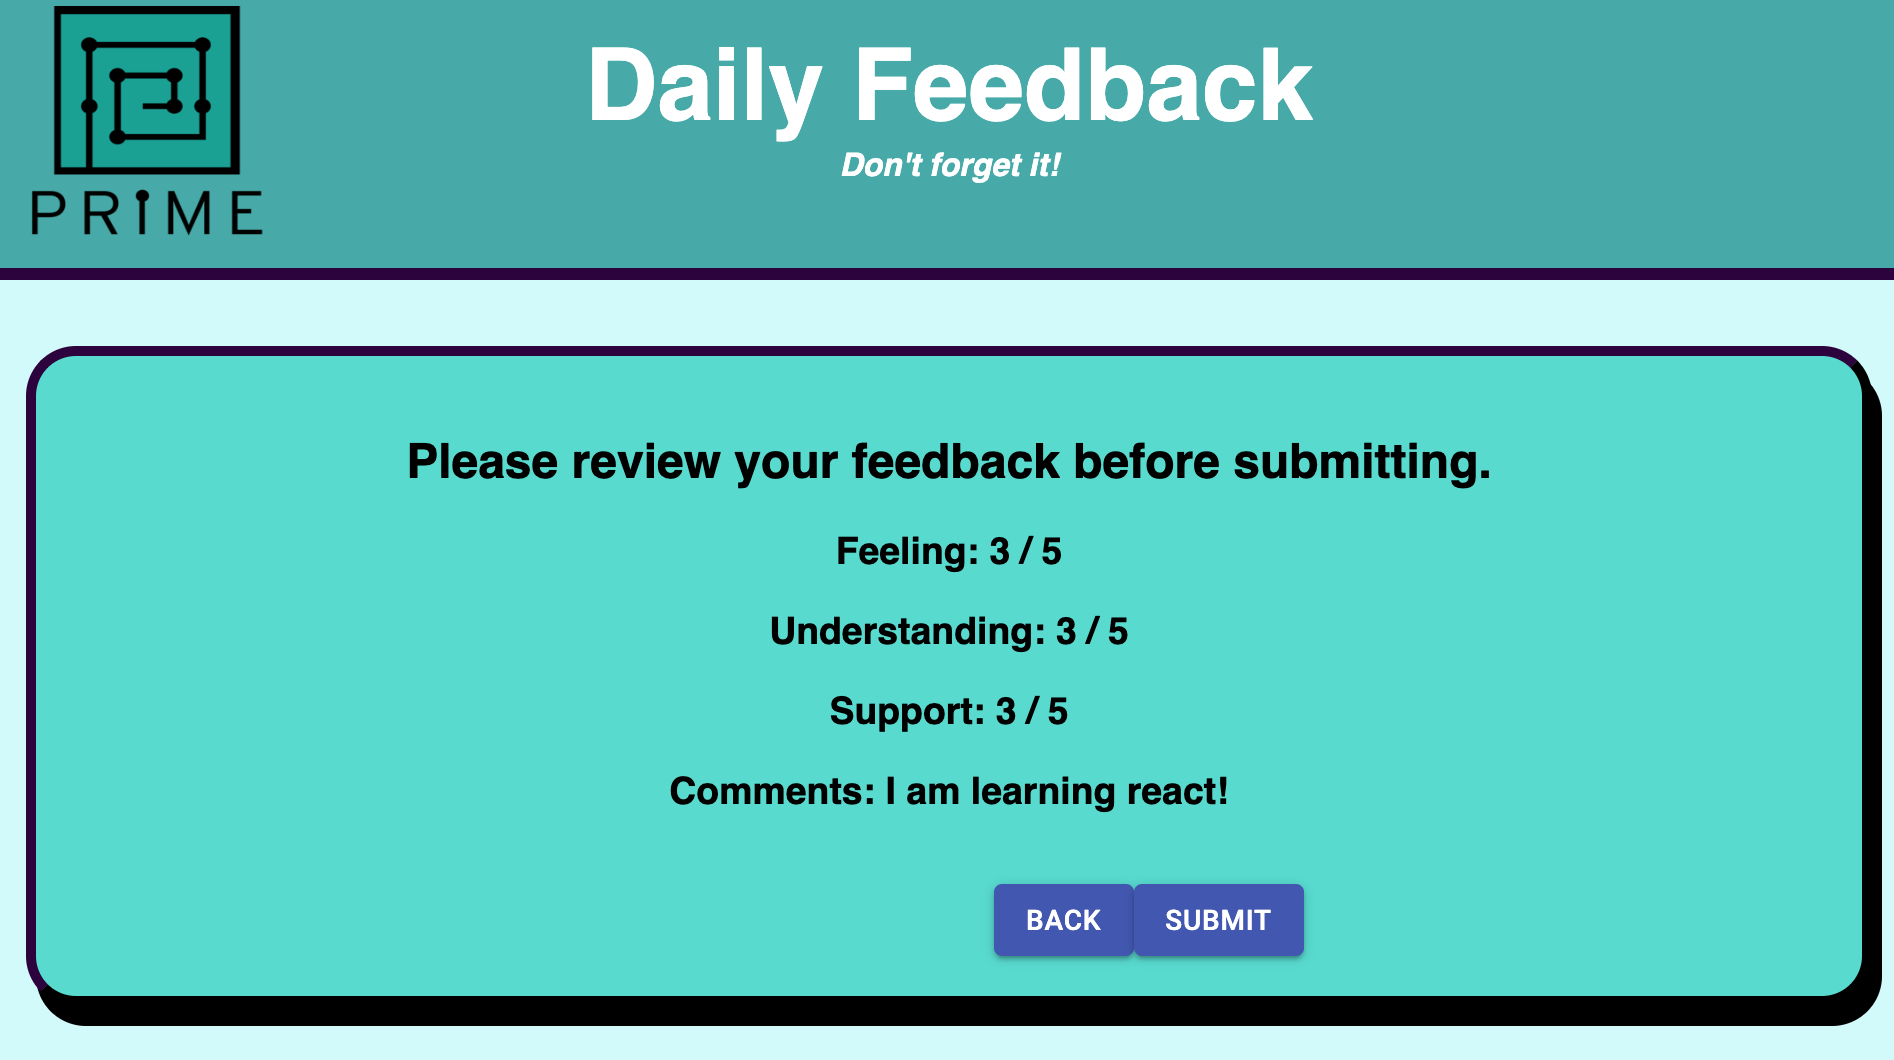 PRIME
Daily Feedback
Don't forget it!
Please review your feedback before submitting.
Feeling: 3 / 5
Understanding: 3 / 5
Support: 3 / 5
Comments: I am learning react!
BACK SUBMIT